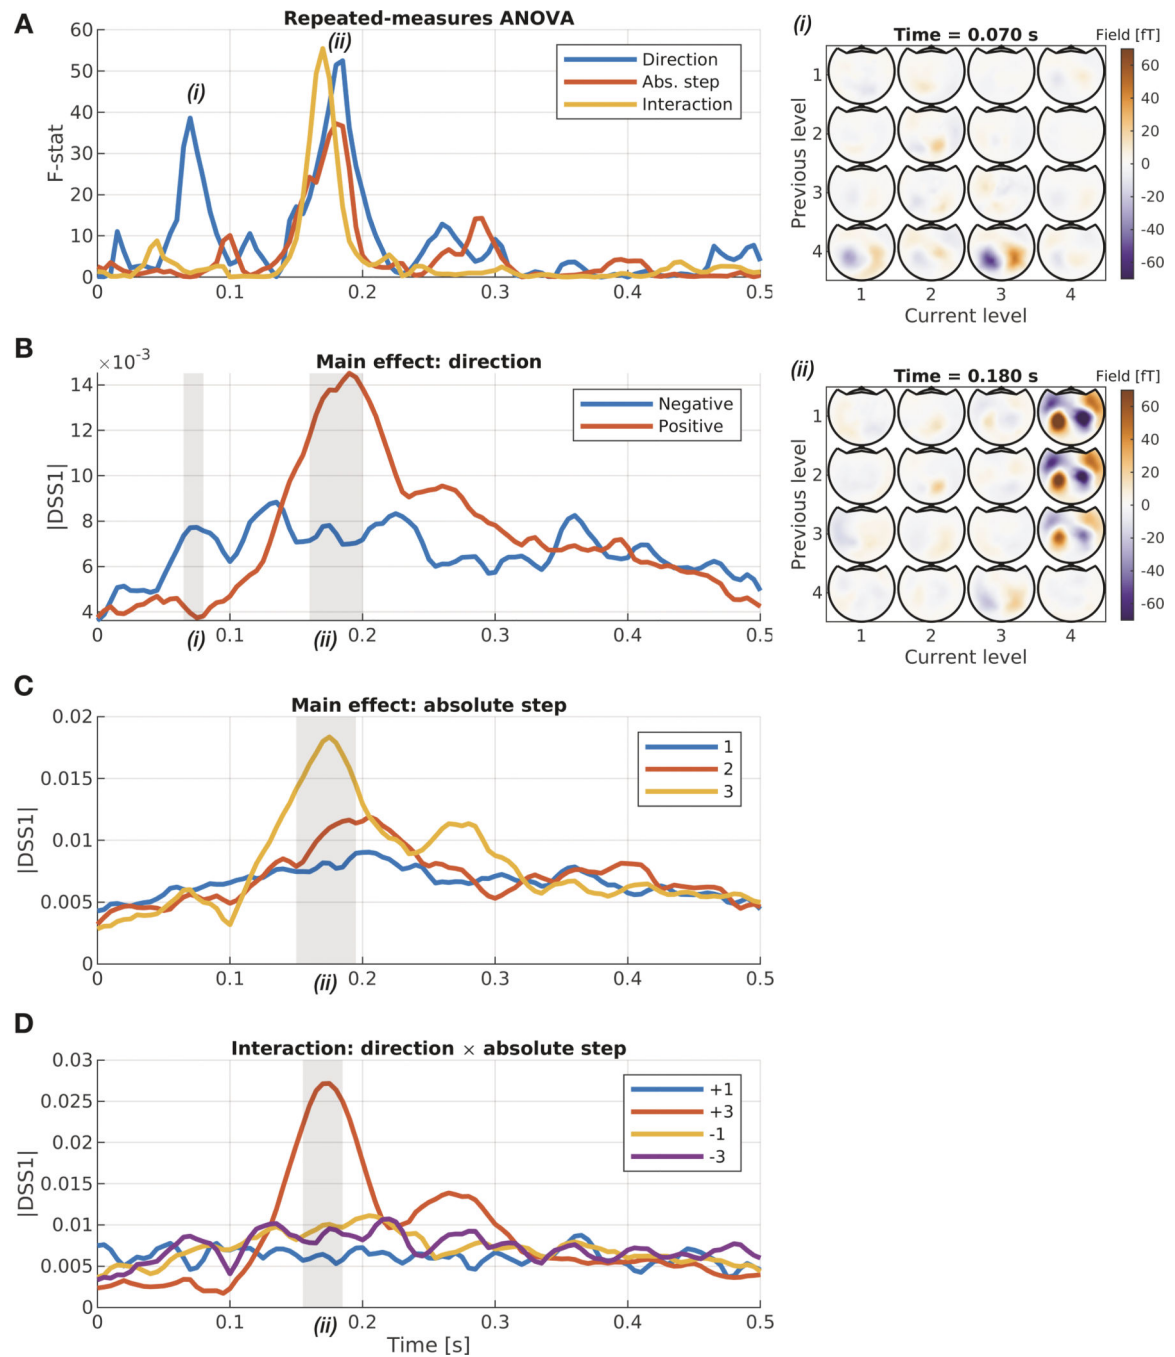 A
Repeated-measures ANOVA
F-stat
60
50
40
30
20
10
0
(i)
(ii)
Direction
Abs. step
Interaction
0 0.1 0.2 0.3 0.4 0.5
(i)
Time = 0.070 s
Field [fT]
Previous level
1
2
3
4
1 2 3 4
Current level
60
40
20
0
-20
-40
-60
B
×10⁻³
Main effect: direction
|DSS1|
14
12
10
8
6
4
Negative
Positive
0 0.1 0.2 0.3 0.4 0.5
(i) (ii)
(ii)
Time = 0.180 s
Field [fT]
Previous level
1
2
3
4
1 2 3 4
Current level
60
40
20
0
-20
-40
-60
C
Main effect: absolute step
|DSS1|
0.02
0.015
0.01
0.005
0
1
2
3
0 0.1 0.2 0.3 0.4 0.5
(ii)
D
Interaction: direction × absolute step
|DSS1|
0.03
0.025
0.02
0.015
0.01
0.005
0
+1
+3
-1
-3
0 0.1 0.2 0.3 0.4 0.5
(ii)
Time [s]